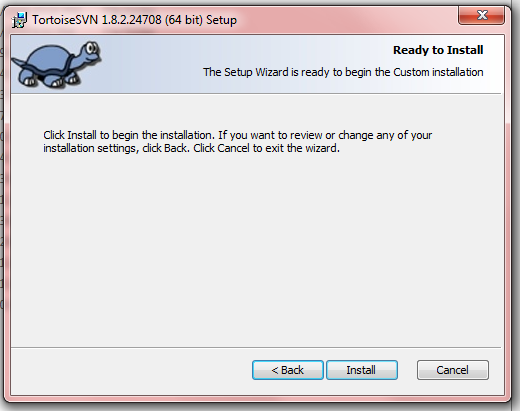 TortoiseSVN 1.8.2.24708 (64 bit) Setup
Ready to Install
The Setup Wizard is ready to begin the Custom installation
Click Install to begin the installation. If you want to review or change any of your
installation settings, click Back. Click Cancel to exit the wizard.
< Back Install Cancel